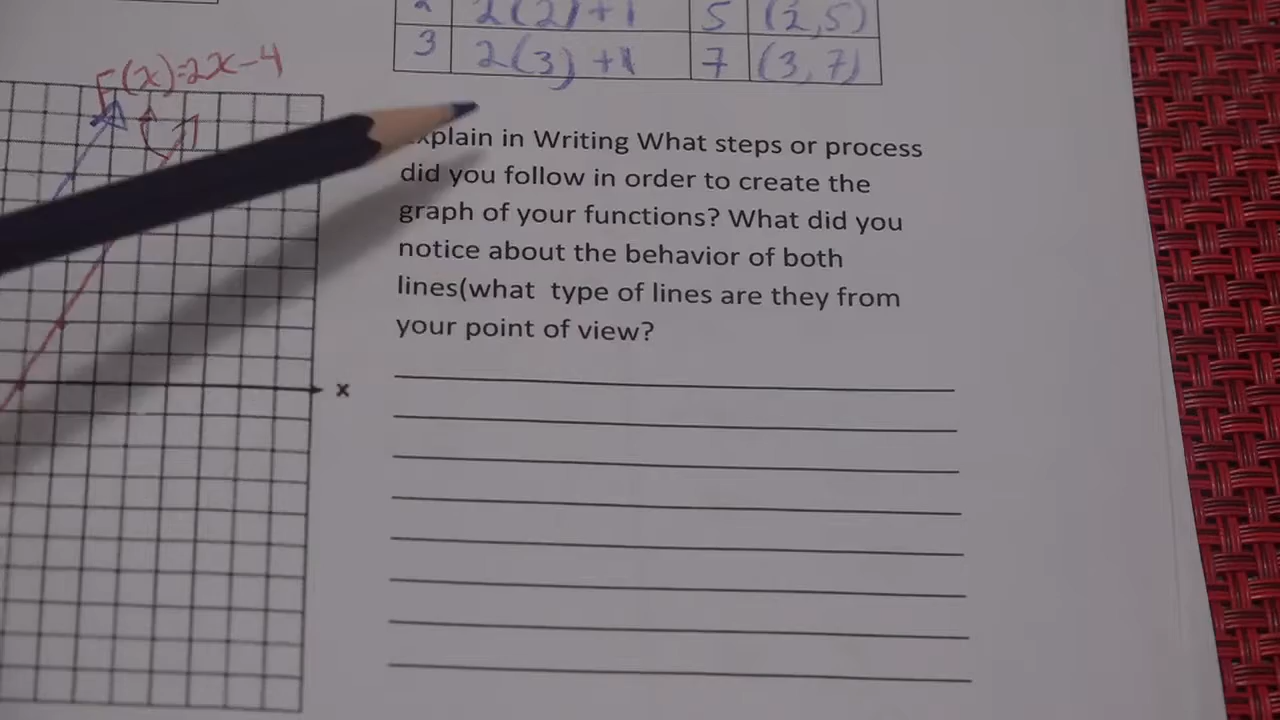 2 2(2)+1 5 (2,5)
3 2(3)+1 7 (3,7)
F(x)=2x-4
Explain in Writing What steps or process
did you follow in order to create the
graph of your functions? What did you
notice about the behavior of both
lines(what type of lines are they from
your point of view?
x